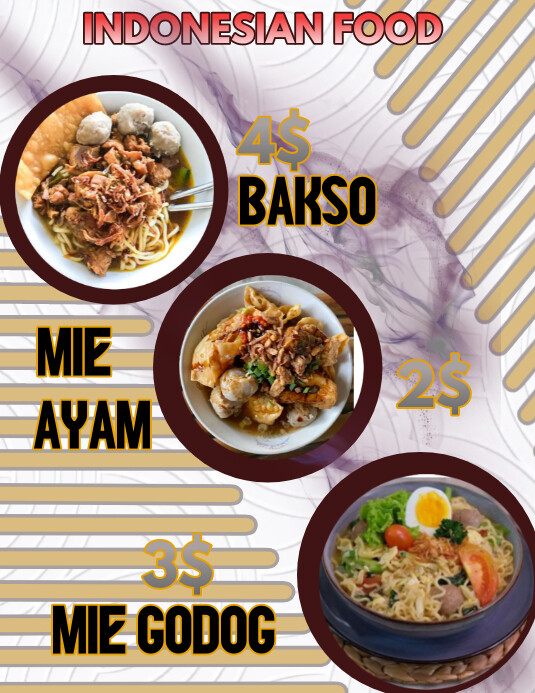 INDONESIAN FOOD
4$
BAKSO
MIE
AYAM
2$
3$
MIE GODOG